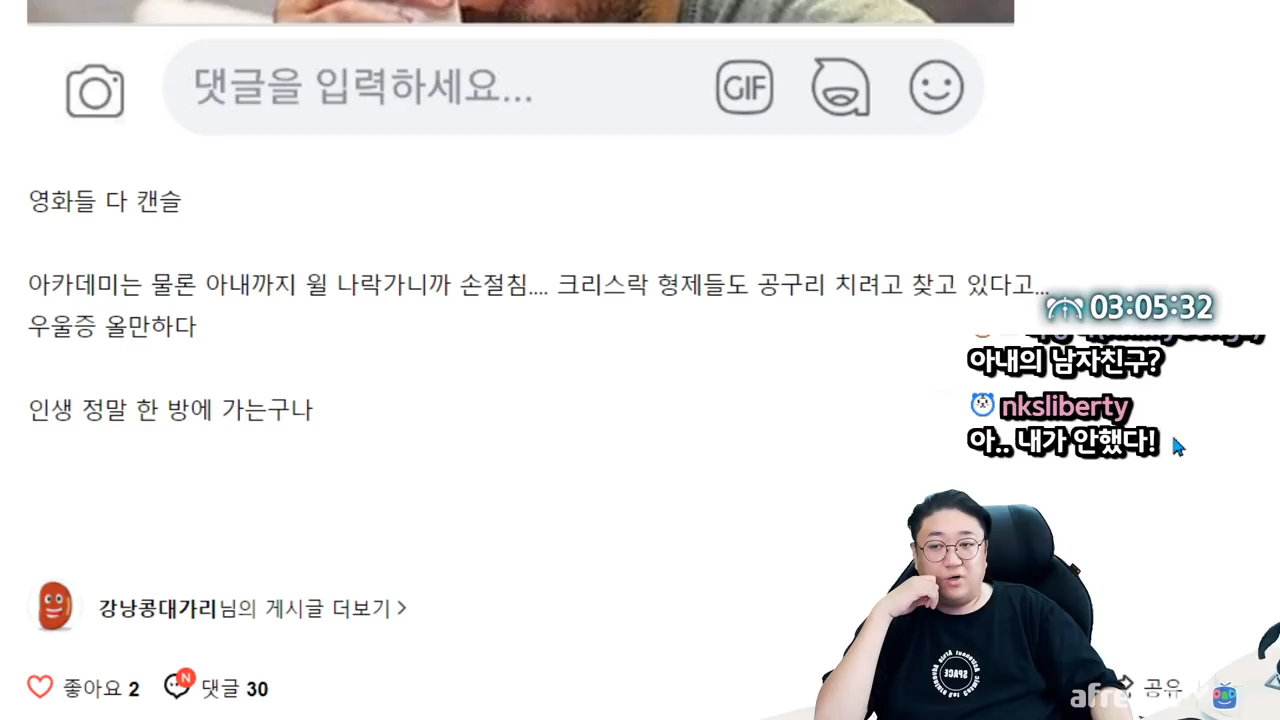 댓글을 입력하세요...
GIF
영화들 다 캔슬
아카데미는 물론 아내까지 윌 나락가니까 손절침.... 크리스락 형제들도 공구리 치려고 찾고 있다고...
우울증 올만하다
인생 정말 한 방에 가는구나
03:05:32
아내의 남자친구?
nksliberty
아.. 내가 안했다!
강낭콩대가리님의 게시글 더보기 >
좋아요 2
N
댓글 30
SPACE
공유